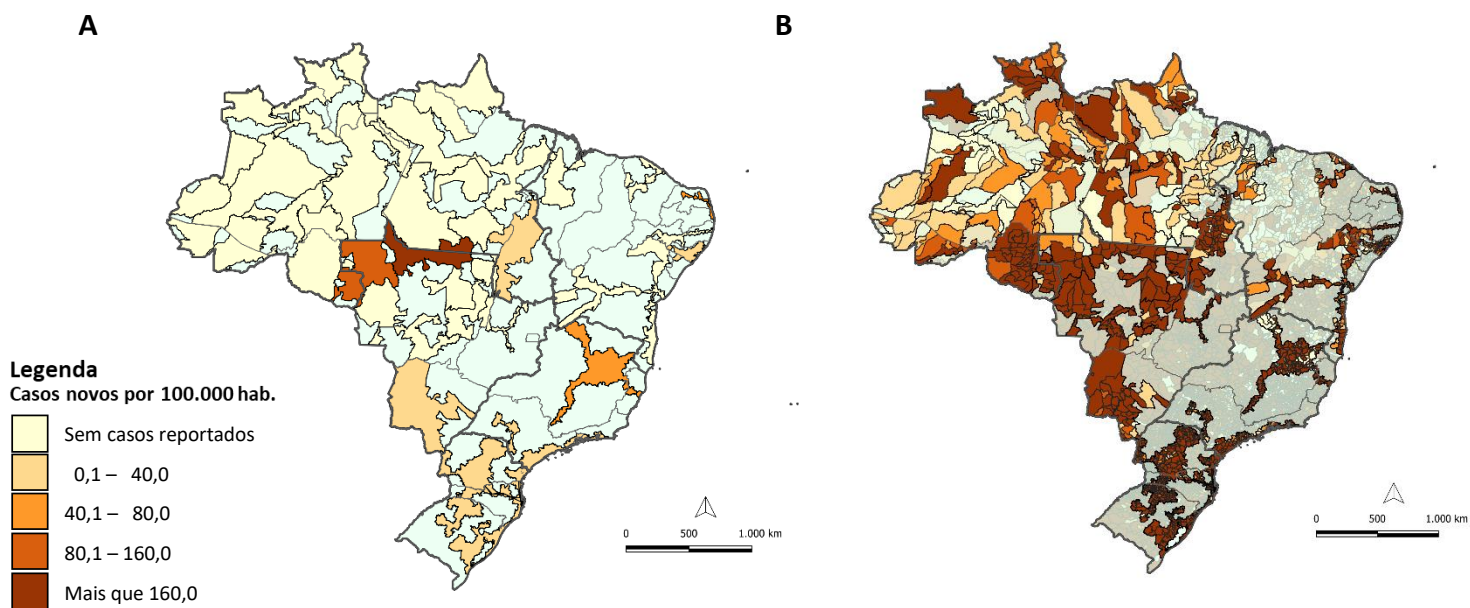 A
B
Legenda
Casos novos por 100.000 hab.
Sem casos reportados
0,1 – 40,0
40,1 – 80,0
80,1 – 160,0
Mais que 160,0
0 500 1.000 km
0 500 1.000 km